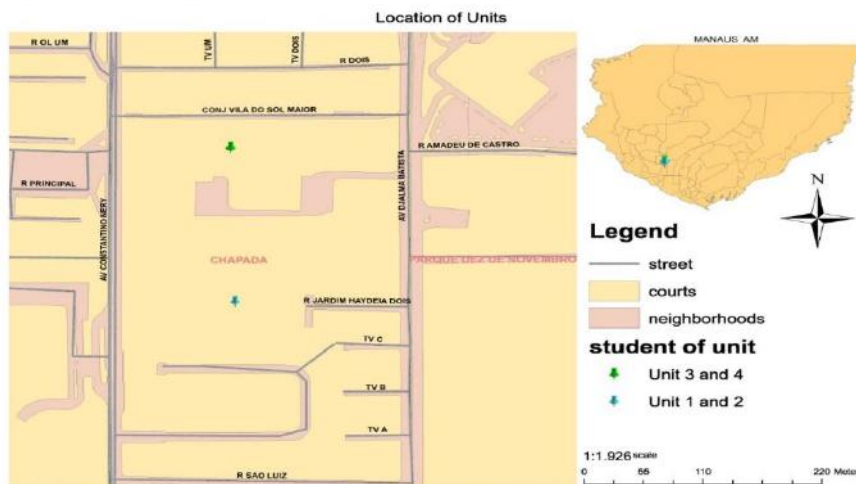 Location of Units
R OL UM
TV UM
TV DOIS
R DOIS
CONJ VILA DO SOL MAIOR
R AMADEU DE CASTRO
R PRINCIPAL
AV CONSTANTINO NERY
AV DJALMA BATISTA
CHAPADA
PARQUE DEZ DE NOVEMBRO
R JARDIM HAYDEIA DOIS
TV C
TV B
TV A
R SAO LUIZ
MANAUS AM
N
Legend
street
courts
neighborhoods
student of unit
Unit 3 and 4
Unit 1 and 2
1:1.926 scale
0 55 110 220 Mete